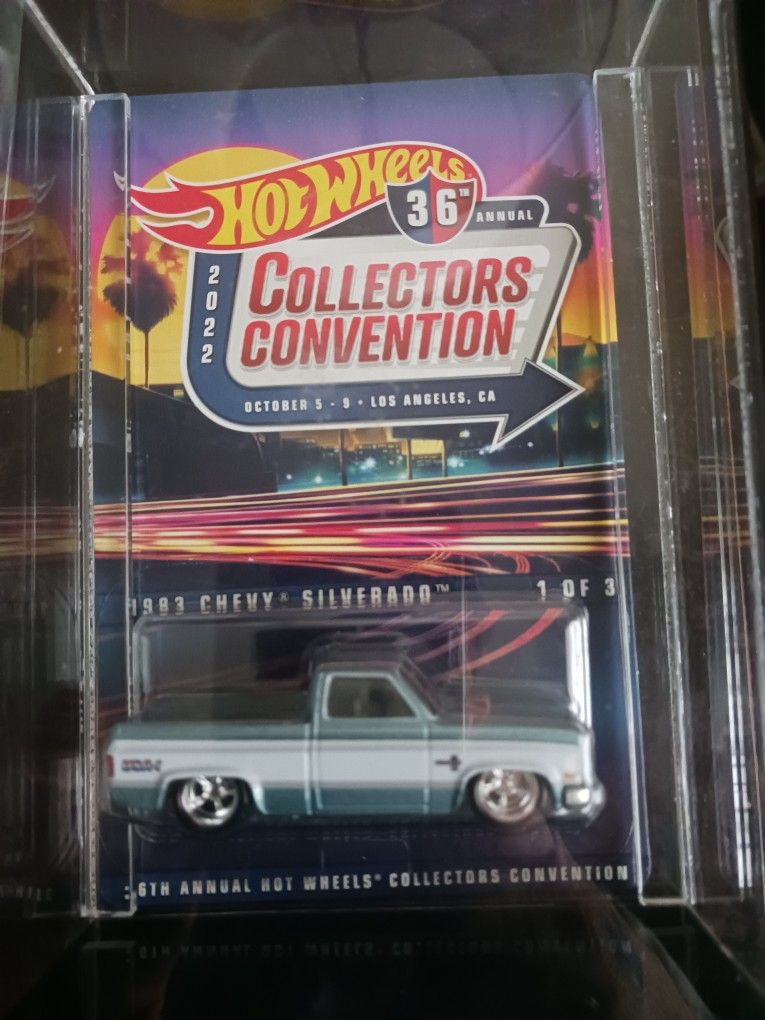 HOT WHEELS
36TH ANNUAL
2022
COLLECTORS
CONVENTION
OCTOBER 5 - 9 • LOS ANGELES, CA
1983 CHEVY® SILVERADO™ 1 OF 3
36TH ANNUAL HOT WHEELS® COLLECTORS CONVENTION